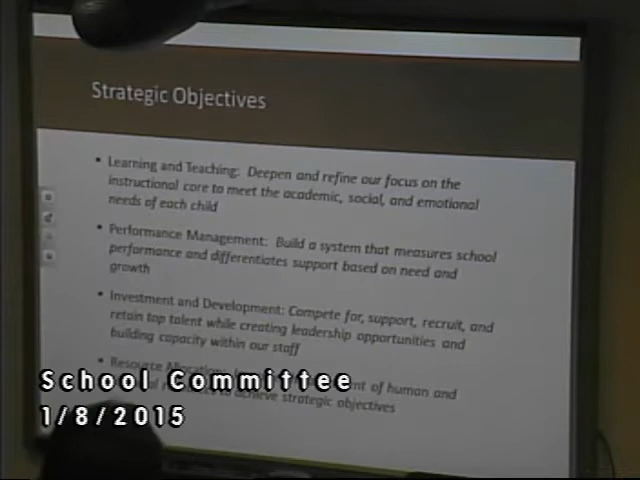 Strategic Objectives
• Learning and Teaching: Deepen and refine our focus on the
instructional core to meet the academic, social, and emotional
needs of each child
• Performance Management: Build a system that measures school
performance and differentiates support based on need and
growth
• Investment and Development: Compete for, support, recruit, and
retain top talent while creating leadership opportunities and
building capacity within our staff
• Resource Allocation: of human and
to achieve strategic objectives
School Committee
1/8/2015